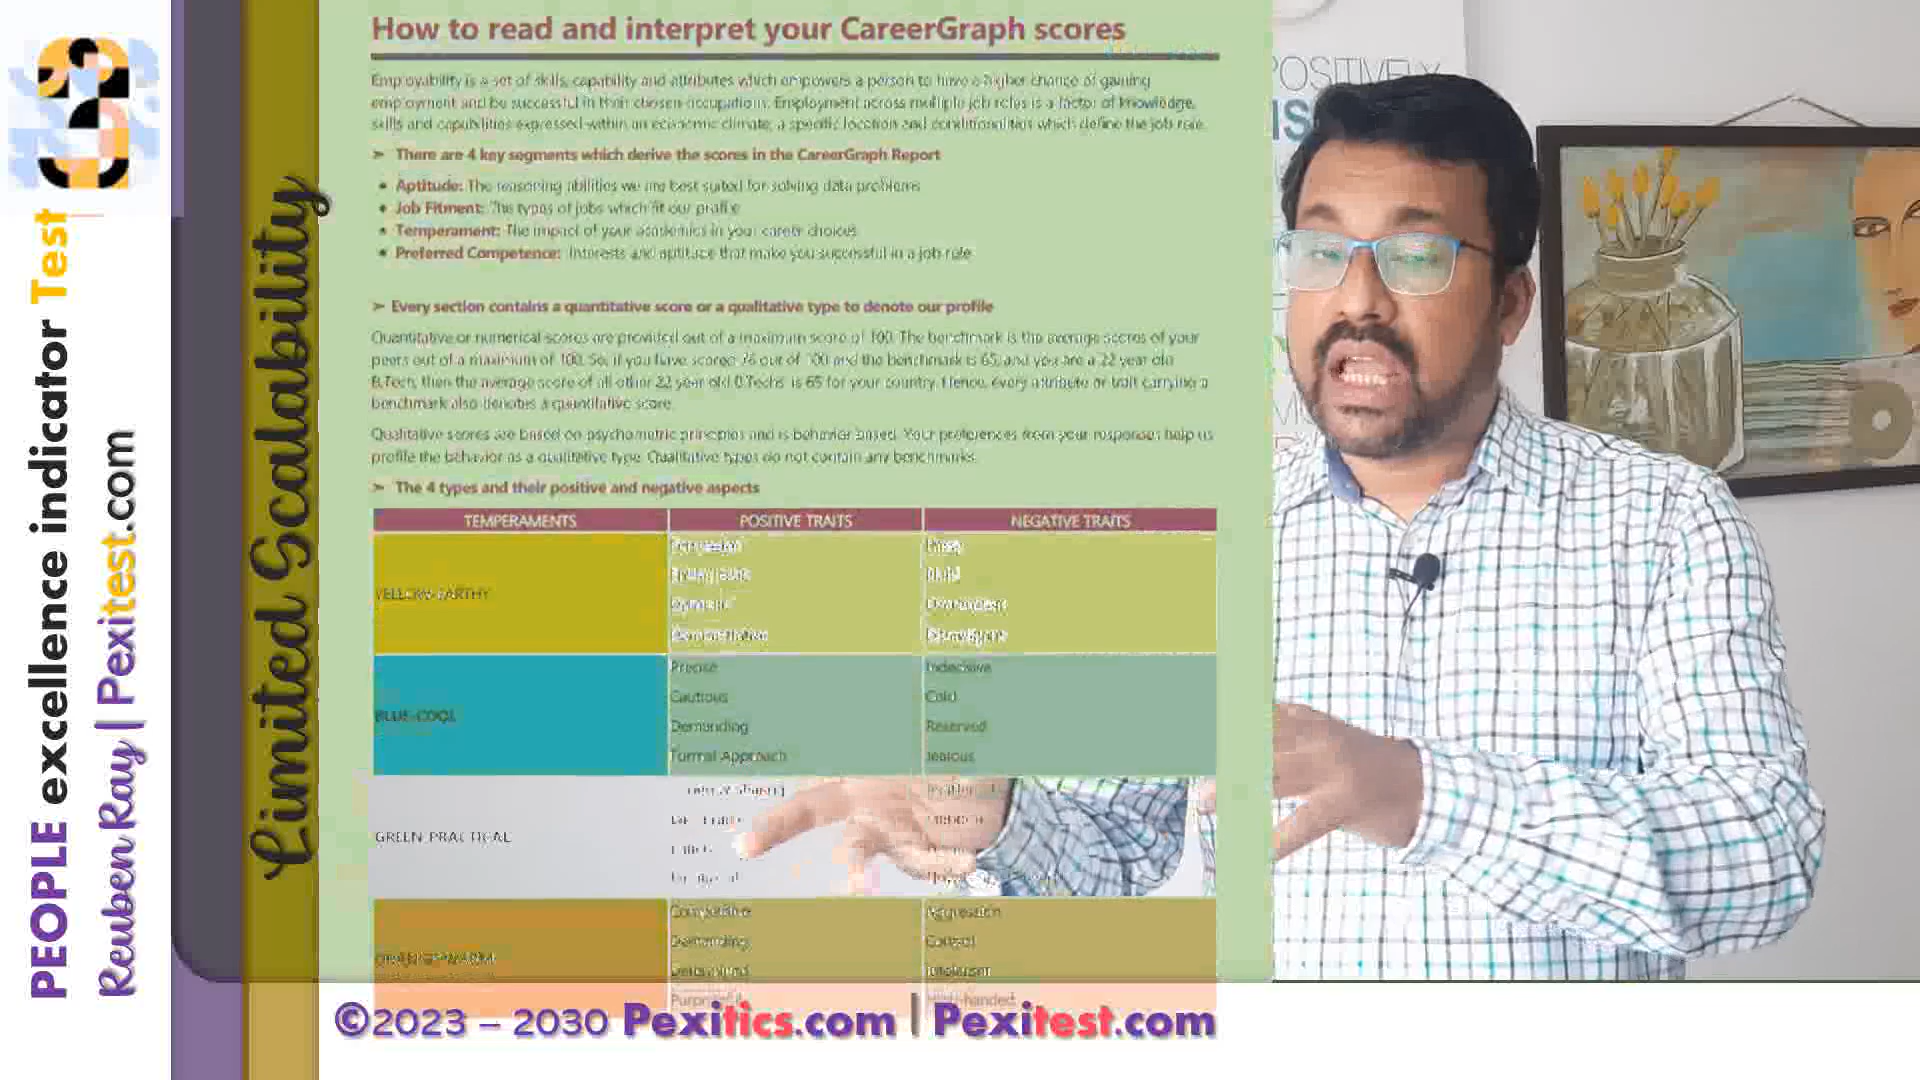 PEOPLE excellence indicator Test
Reuben Ray | Pexitest.com
Limited Scalability
How to read and interpret your CareerGraph scores
Employability is a set of skills, capability and attributes which empowers a person to have a higher chance of gaining
employment and be successful in their chosen occupations. Employment across multiple job roles is a factor of knowledge,
skills and capabilities expressed within an economic climate, a specific location and conditionalities which define the job role.
➢ There are 4 key segments which derive the scores in the CareerGraph Report
• Aptitude: The reasoning abilities we are best suited for solving data problems
• Job Fitment: The types of jobs which fit our profile
• Temperament: The impact of your academics in your career choices
• Preferred Competence: Interests and aptitude that make you successful in a job role
➢ Every section contains a quantitative score or a qualitative type to denote our profile
Quantitative or numerical scores are provided out of a maximum score of 100. The benchmark is the average scores of your
peers out of a maximum of 100. So, if you have scored 76 out of 100 and the benchmark is 65, and you are a 22 year old
B.Tech, then the average score of all other 22 year old B.Techs is 65 for your country. Hence, every attribute or trait carrying a
benchmark also denotes a quantitative score.
Qualitative scores are based on psychometric principles and is behavior based. Your preferences from your responses help us
profile the behavior as a qualitative type. Qualitative types do not contain any benchmarks.
➢ The 4 types and their positive and negative aspects
TEMPERAMENTS POSITIVE TRAITS NEGATIVE TRAITS
YELLOW-EARTHY
Demonstrative
BLUE-COOL
Precise Indecisive
Cautious Cold
Demanding Reserved
Formal Approach Jealous
GREEN-PRACTICAL
Competitive Aggression
Demanding Control
Determined Intolerant
Purposeful
POSITIVELY
©2023 – 2030 Pexitics.com | Pexitest.com